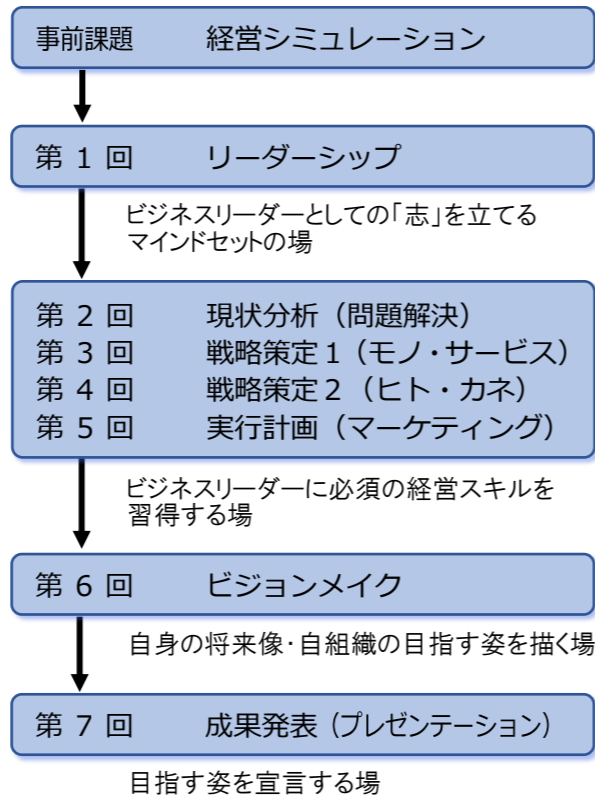 事前課題 経営シミュレーション
第 1 回 リーダーシップ
ビジネスリーダーとしての「志」を立てる
マインドセットの場
第 2 回 現状分析（問題解決）
第 3 回 戦略策定１（モノ・サービス）
第 4 回 戦略策定２（ヒト・カネ）
第 5 回 実行計画（マーケティング）
ビジネスリーダーに必須の経営スキルを
習得する場
第 6 回 ビジョンメイク
自身の将来像・自組織の目指す姿を描く場
第 7 回 成果発表（プレゼンテーション）
目指す姿を宣言する場